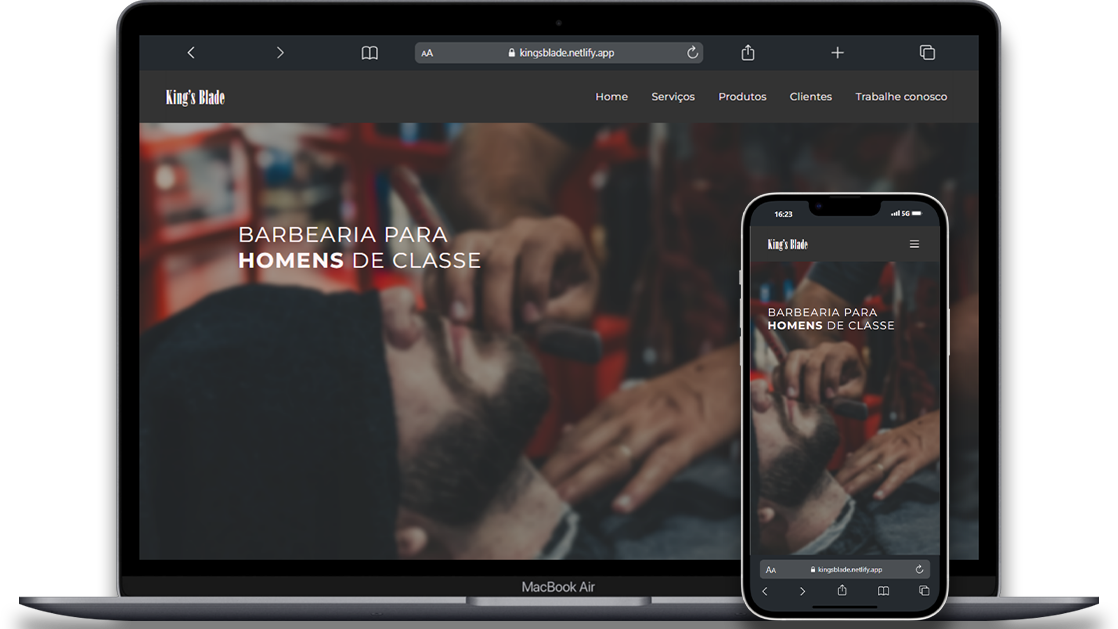 AA
kingsblade.netlify.app
King's Blade
Home
Serviços
Produtos
Clientes
Trabalhe conosco
BARBEARIA PARA
HOMENS DE CLASSE
MacBook Air
16:23
5G
King's Blade
BARBEARIA PARA
HOMENS DE CLASSE
AA
kingsblade.netlify.app